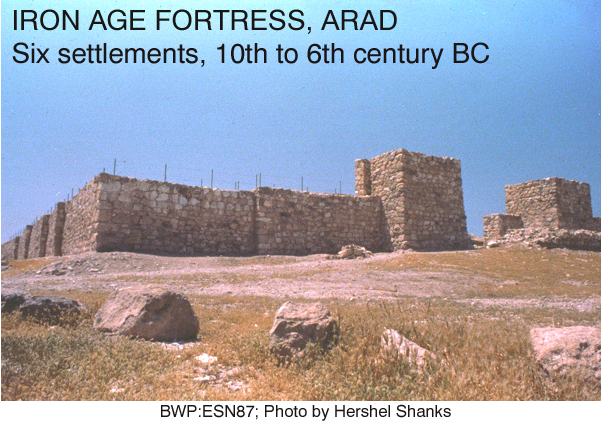 IRON AGE FORTRESS, ARAD
Six settlements, 10th to 6th century BC
BWP:ESN87; Photo by Hershel Shanks